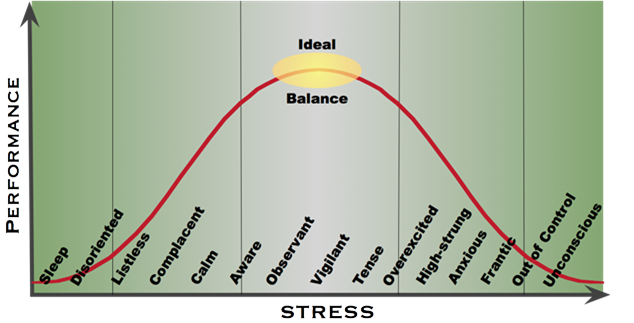 Ideal
Balance
PERFORMANCE
Sleep
Disoriented
Listless
Complacent
Calm
Aware
Observant
Vigilant
Tense
Overexcited
High-strung
Anxious
Frantic
Out of Control
Unconscious
STRESS